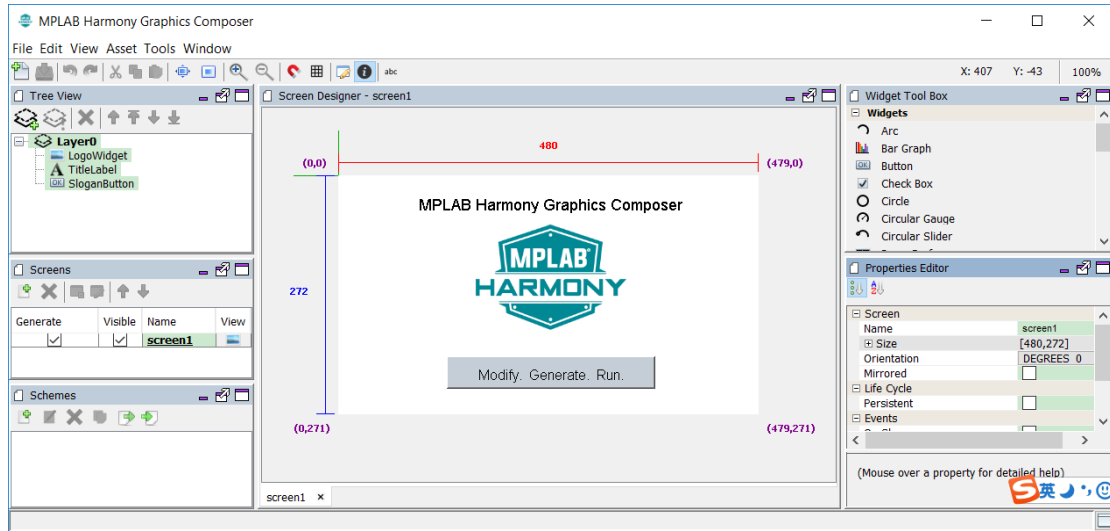 MPLAB Harmony Graphics Composer
File Edit View Asset Tools Window
abc
X: 407 Y: -43 100%
Tree View
Layer0
LogoWidget
A TitleLabel
OK SloganButton
Screens
Generate Visible Name View
screen1
Schemes
Screen Designer - screen1
480
(0,0) (479,0)
MPLAB Harmony Graphics Composer
MPLAB
HARMONY
272
Modify. Generate. Run.
(0,271) (479,271)
screen1 ×
Widget Tool Box
Widgets
Arc
Bar Graph
OK Button
Check Box
Circle
Circular Gauge
Circular Slider
Properties Editor
Screen
Name screen1
Size [480,272]
Orientation DEGREES 0
Mirrored
Life Cycle
Persistent
Events
(Mouse over a property for detailed help)
S英